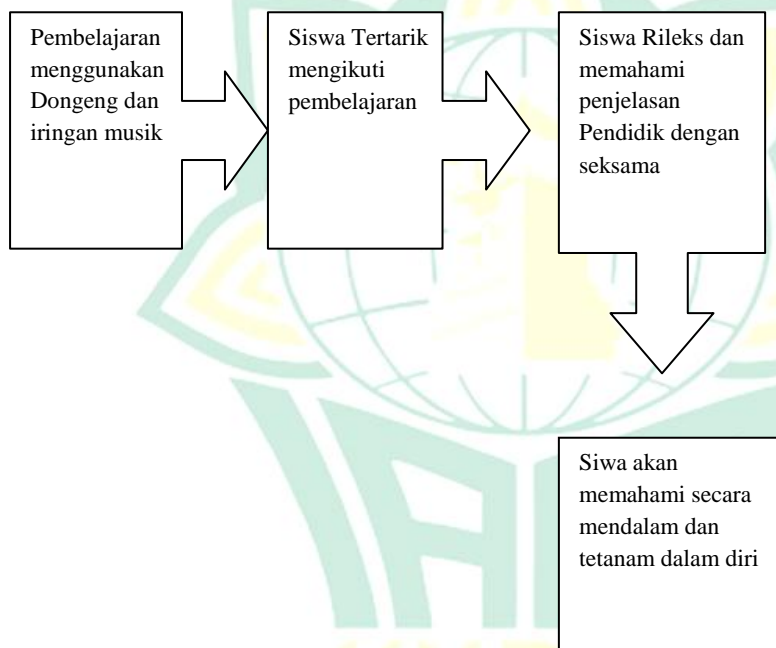 Pembelajaran
menggunakan
Dongeng dan
iringan musik
Siswa Tertarik
mengikuti
pembelajaran
Siswa Rileks dan
memahami
penjelasan
Pendidik dengan
seksama
Siwa akan
memahami secara
mendalam dan
tetanam dalam diri